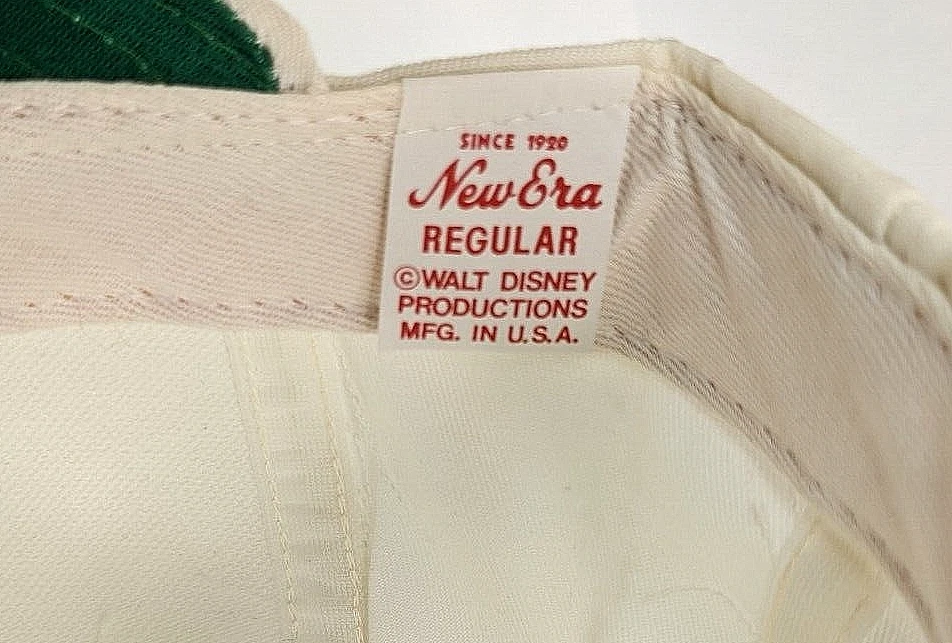 SINCE 1920
New Era
REGULAR
©WALT DISNEY
PRODUCTIONS
MFG. IN U.S.A.